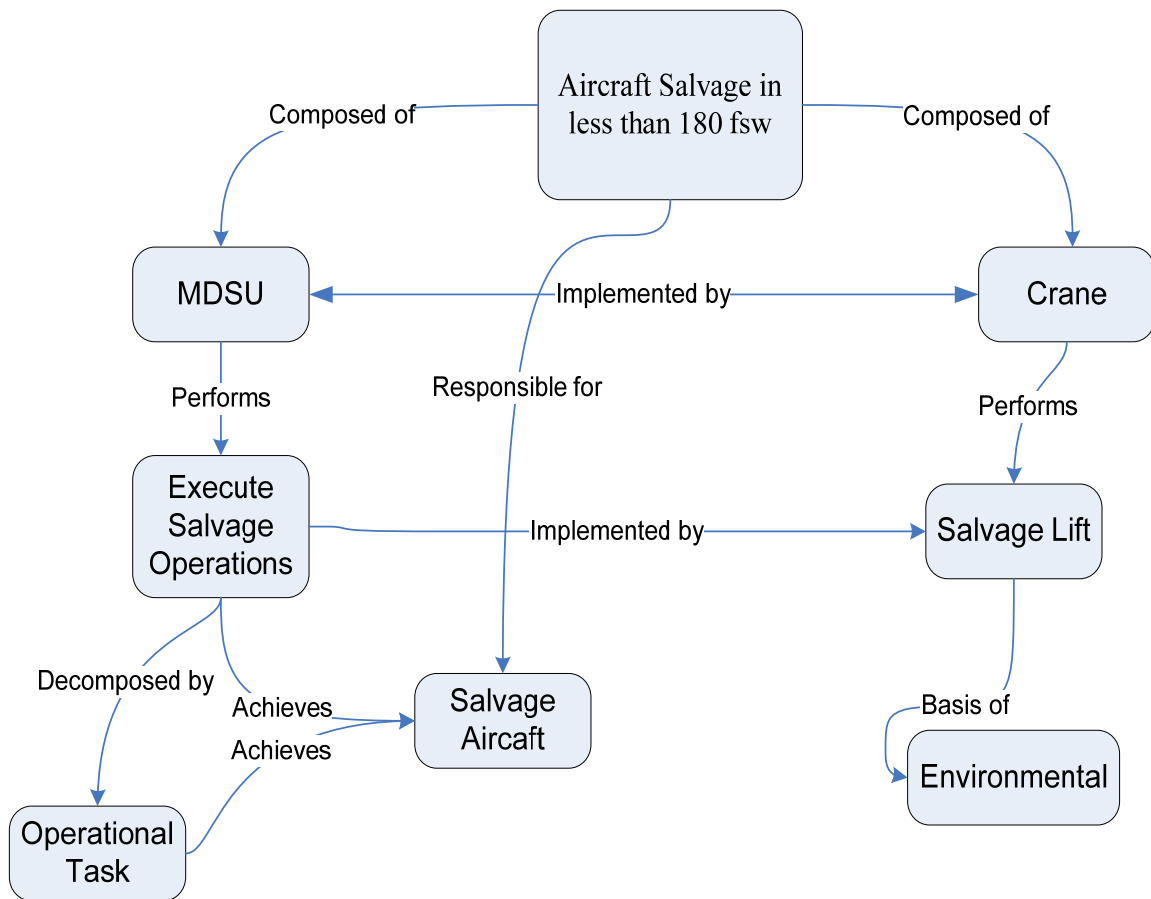 Aircraft Salvage in
less than 180 fsw
Composed of
Composed of
MDSU
Implemented by
Crane
Performs
Responsible for
Performs
Execute
Salvage
Operations
Implemented by
Salvage Lift
Decomposed by
Achieves
Achieves
Salvage
Aircaft
Basis of
Environmental
Operational
Task